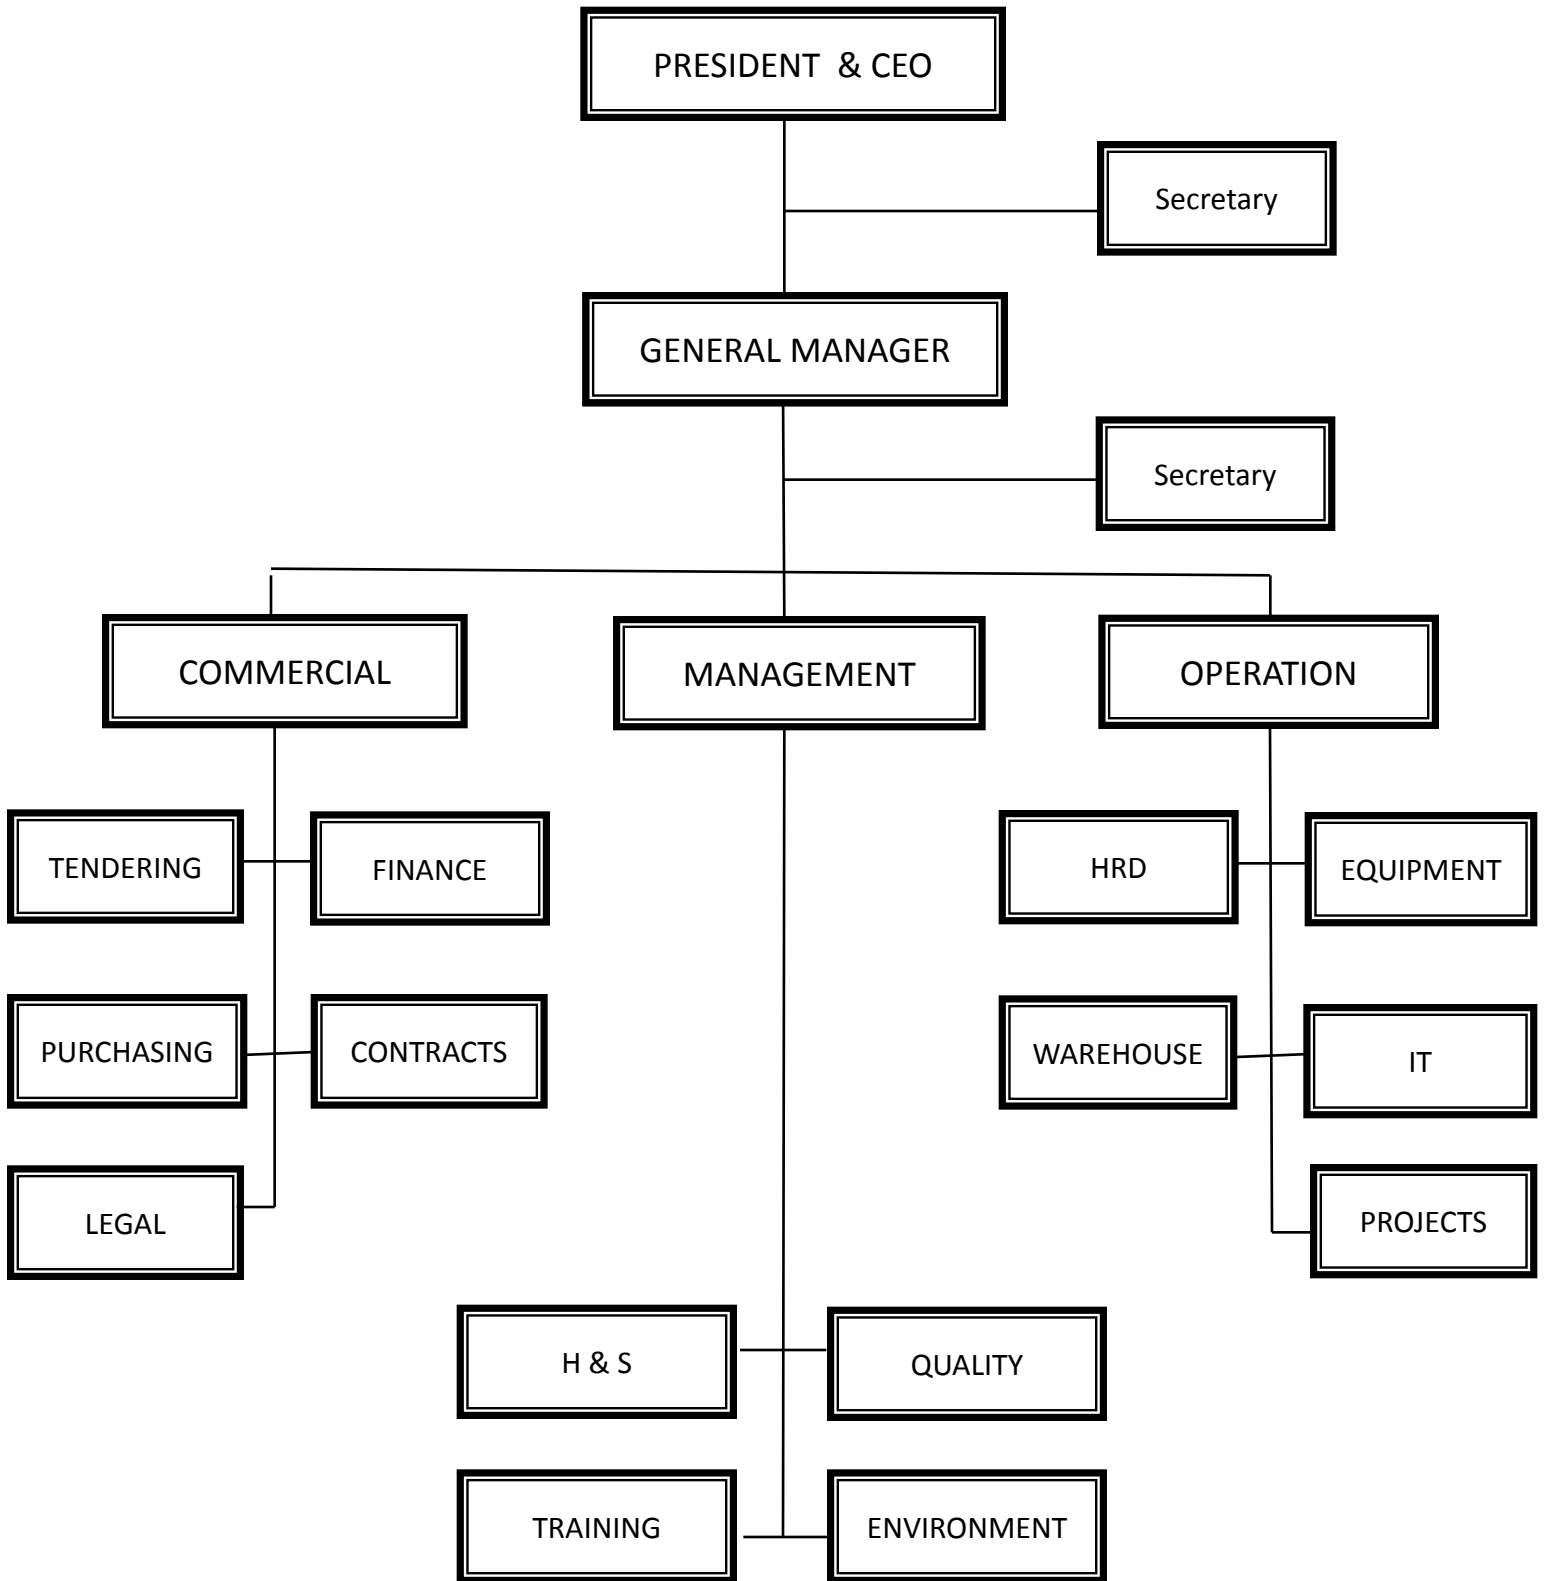 PRESIDENT & CEO
Secretary
GENERAL MANAGER
Secretary
COMMERCIAL
MANAGEMENT
OPERATION
TENDERING
FINANCE
HRD
EQUIPMENT
PURCHASING
CONTRACTS
WAREHOUSE
IT
LEGAL
PROJECTS
H & S
QUALITY
TRAINING
ENVIRONMENT